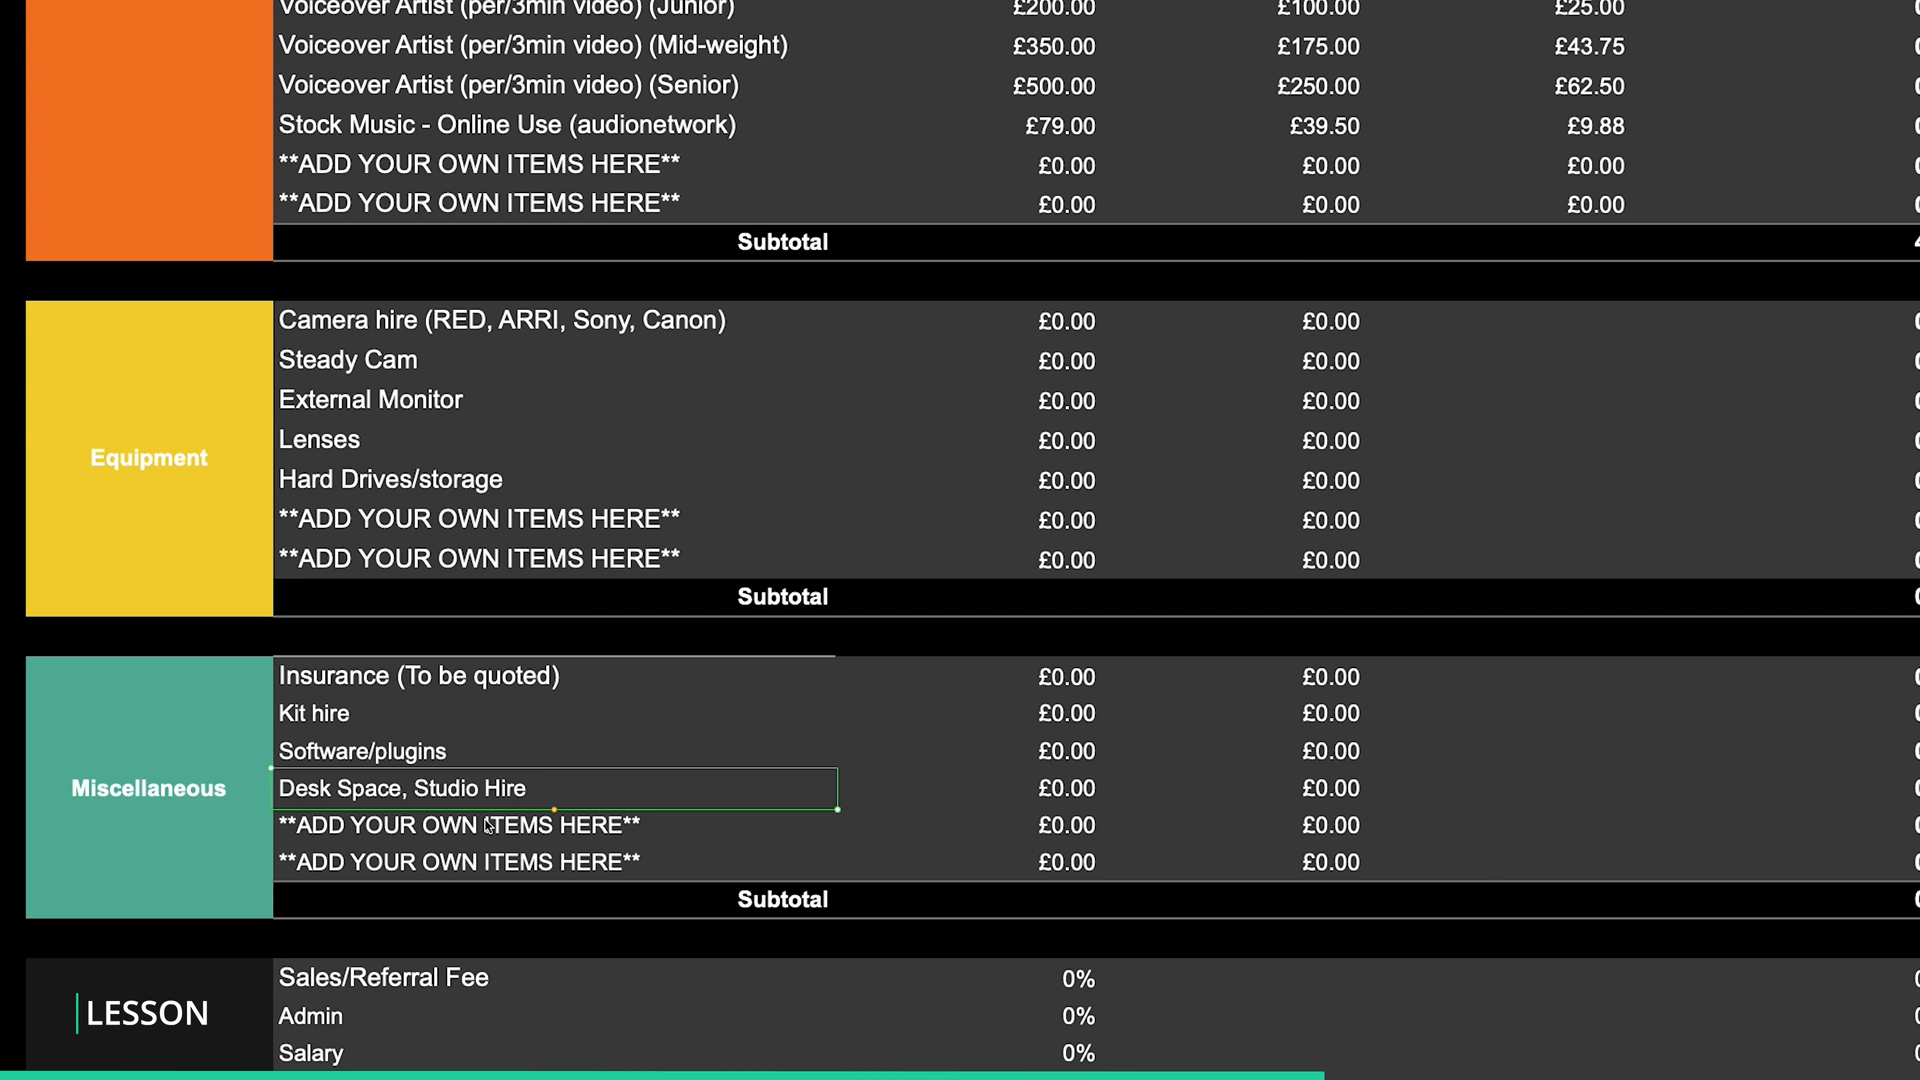 Voiceover Artist (per/3min video) (Junior) £200.00 £100.00 £25.00
Voiceover Artist (per/3min video) (Mid-weight) £350.00 £175.00 £43.75
Voiceover Artist (per/3min video) (Senior) £500.00 £250.00 £62.50
Stock Music - Online Use (audionetwork) £79.00 £39.50 £9.88
**ADD YOUR OWN ITEMS HERE** £0.00 £0.00 £0.00
**ADD YOUR OWN ITEMS HERE** £0.00 £0.00 £0.00
Subtotal
Equipment
Camera hire (RED, ARRI, Sony, Canon) £0.00 £0.00
Steady Cam £0.00 £0.00
External Monitor £0.00 £0.00
Lenses £0.00 £0.00
Hard Drives/storage £0.00 £0.00
**ADD YOUR OWN ITEMS HERE** £0.00 £0.00
**ADD YOUR OWN ITEMS HERE** £0.00 £0.00
Subtotal
Miscellaneous
Insurance (To be quoted) £0.00 £0.00
Kit hire £0.00 £0.00
Software/plugins £0.00 £0.00
Desk Space, Studio Hire £0.00 £0.00
**ADD YOUR OWN ITEMS HERE** £0.00 £0.00
**ADD YOUR OWN ITEMS HERE** £0.00 £0.00
Subtotal
LESSON
Sales/Referral Fee 0%
Admin 0%
Salary 0%